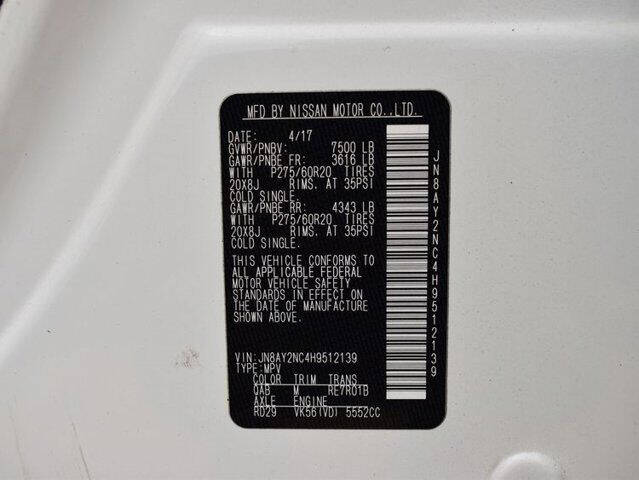 MFD BY NISSAN MOTOR CO.,LTD.
DATE: 4/17
GVWR/PNBV: 7500 LB
GAWR/PNBE FR: 3616 LB
WITH P275/60R20 TIRES
20X8J RIMS. AT 35PSI
COLD SINGLE.
GAWR/PNBE RR: 4343 LB
WITH P275/60R20 TIRES
20X8J RIMS. AT 35PSI
COLD SINGLE.
THIS VEHICLE CONFORMS TO
ALL APPLICABLE FEDERAL
MOTOR VEHICLE SAFETY
STANDARDS IN EFFECT ON
THE DATE OF MANUFACTURE
SHOWN ABOVE.
VIN:JN8AY2NC4H9512139
TYPE:MPV
COLOR TRIM TRANS
QAB M RE7R01B
AXLE ENGINE
RD29 VK56(VD) 5552CC
JN8AY2NC4H9512139